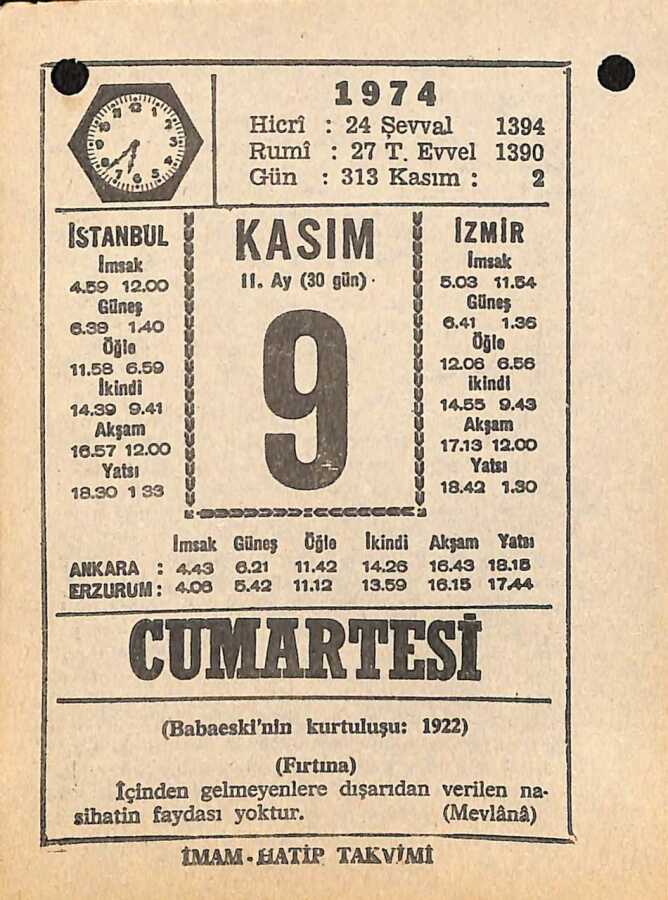 1974
Hicrî : 24 Şevval 1394
Rumî : 27 T. Evvel 1390
Gün : 313 Kasım : 2
İSTANBUL
İmsak
4.59 12.00
Güneş
6.39 1.40
Öğle
11.58 6.59
İkindi
14.39 9.41
Akşam
16.57 12.00
Yatsı
18.30 1 33
KASIM
11. Ay (30 gün)
9
İZMİR
İmsak
5.03 11.54
Güneş
6.41 1.36
Öğle
12.06 6.56
ikindi
14.55 9.43
Akşam
17.13 12.00
Yatsı
18.42 1.30
İmsak Güneş Öğle İkindi Akşam Yatsı
ANKARA : 4.43 6.21 11.42 14.26 16.43 18.15
ERZURUM : 4.06 5.42 11.12 13.59 16.15 17.44
CUMARTESİ
(Babaeski'nin kurtuluşu: 1922)
(Fırtına)
İçinden gelmeyenlere dışarıdan verilen na-
sihatin faydası yoktur. (Mevlânâ)
İMAM-HATİP TAKVİMİ